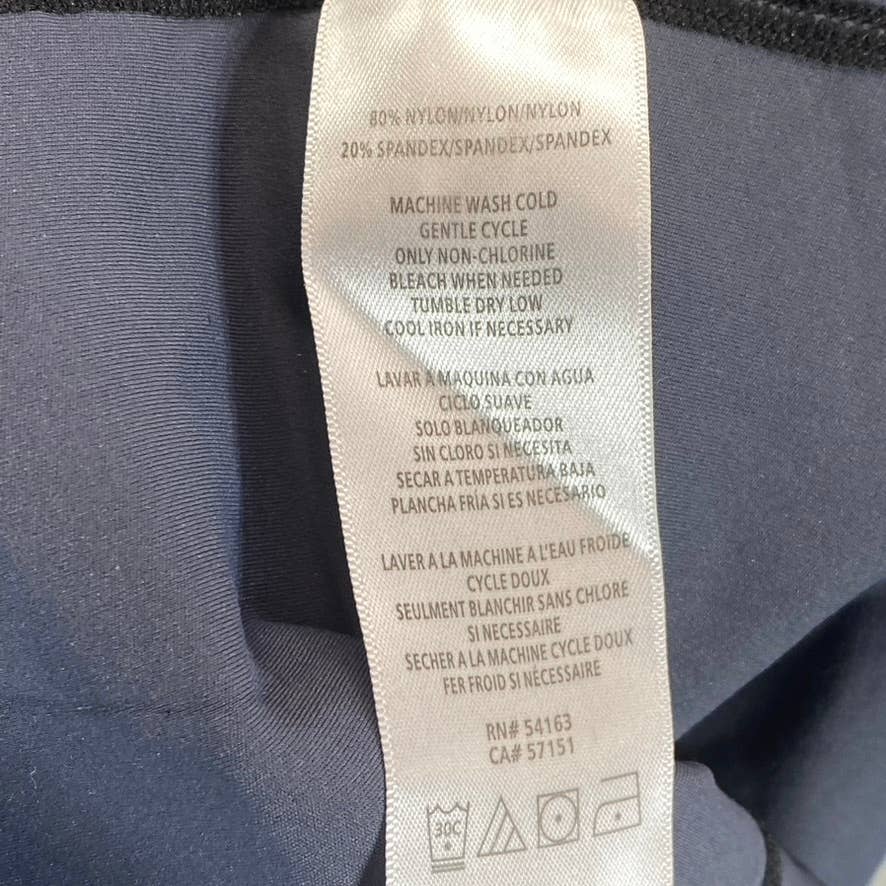 80% NYLON/NYLON/NYLON
20% SPANDEX/SPANDEX/SPANDEX
MACHINE WASH COLD
GENTLE CYCLE
ONLY NON-CHLORINE
BLEACH WHEN NEEDED
TUMBLE DRY LOW
COOL IRON IF NECESSARY
LAVAR A MAQUINA CON AGUA
CICLO SUAVE
SOLO BLANQUEADOR
SIN CLORO SI NECESITA
SECAR A TEMPERATURA BAJA
PLANCHA FRÍA SI ES NECESARIO
LAVER A LA MACHINE A L'EAU FROIDE
CYCLE DOUX
SEULMENT BLANCHIR SANS CHLORE
SI NECESSAIRE
SECHER A LA MACHINE CYCLE DOUX
FER FROID SI NÉCESSAIRE
RN# 54163
CA# 57151
30C